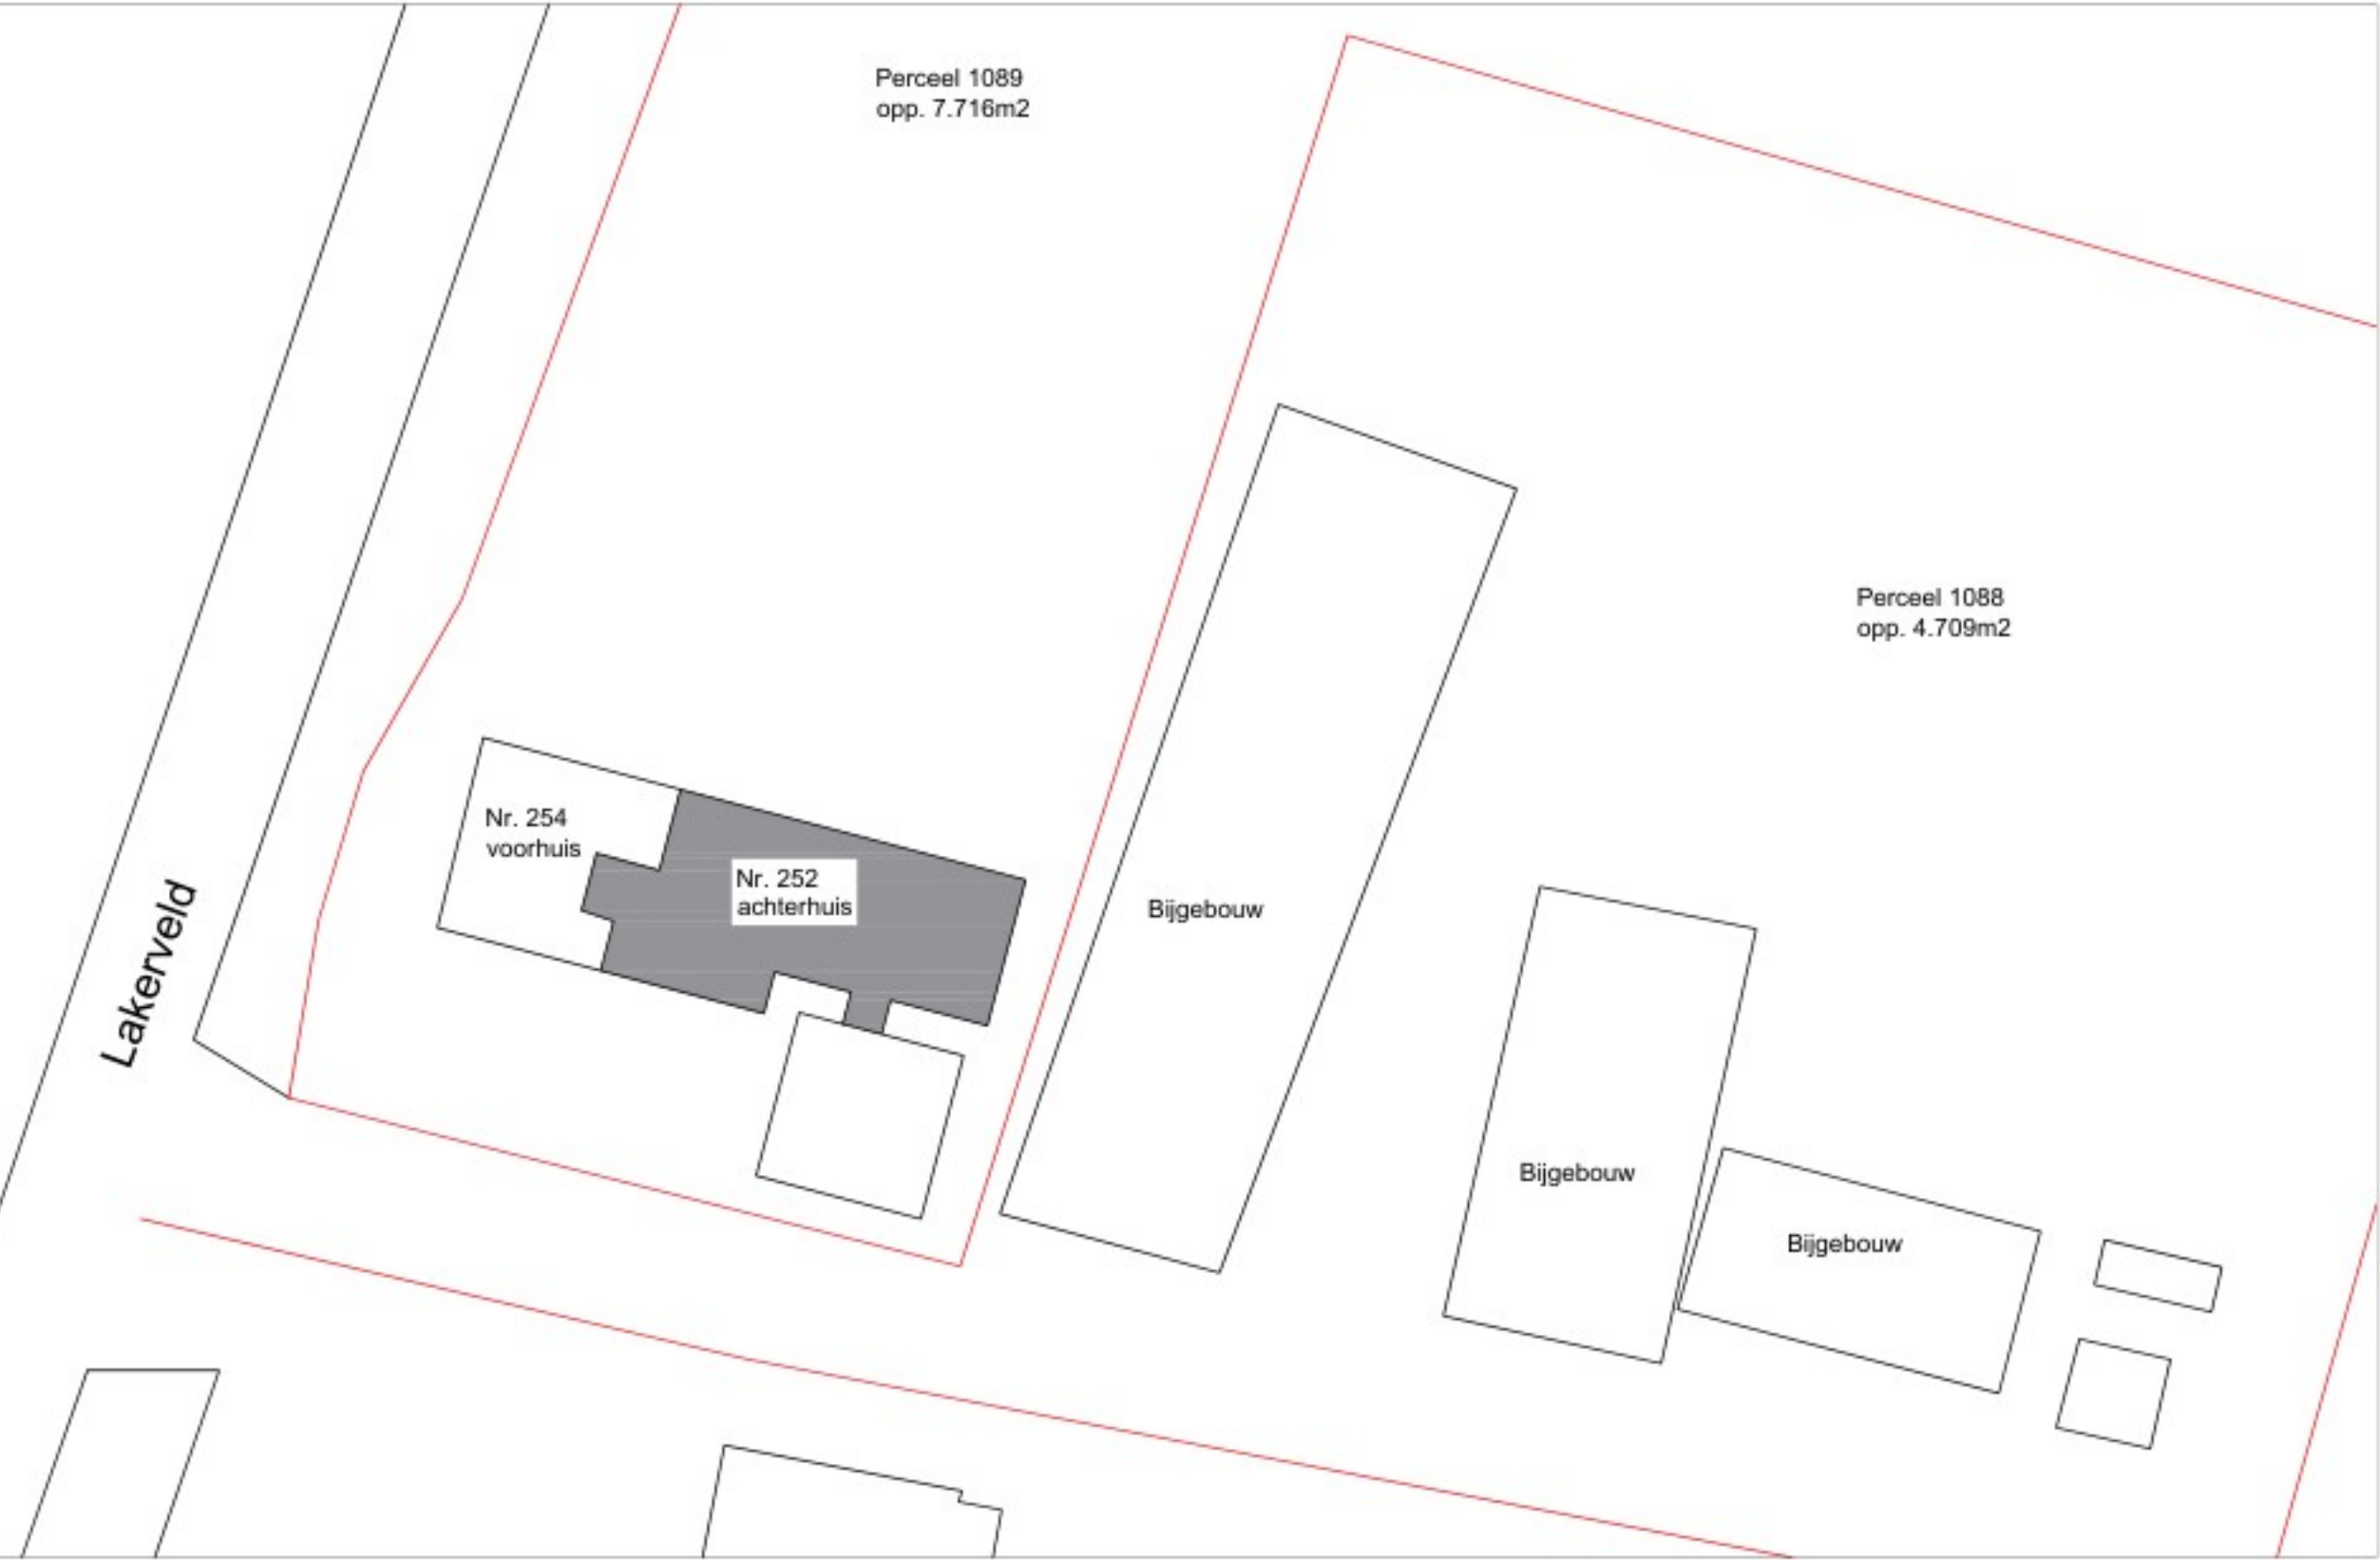 Perceel 1089
opp. 7.716m2
Perceel 1088
opp. 4.709m2
Nr. 254
voorhuis
Nr. 252
achterhuis
Bijgebouw
Lakerveld
Bijgebouw
Bijgebouw